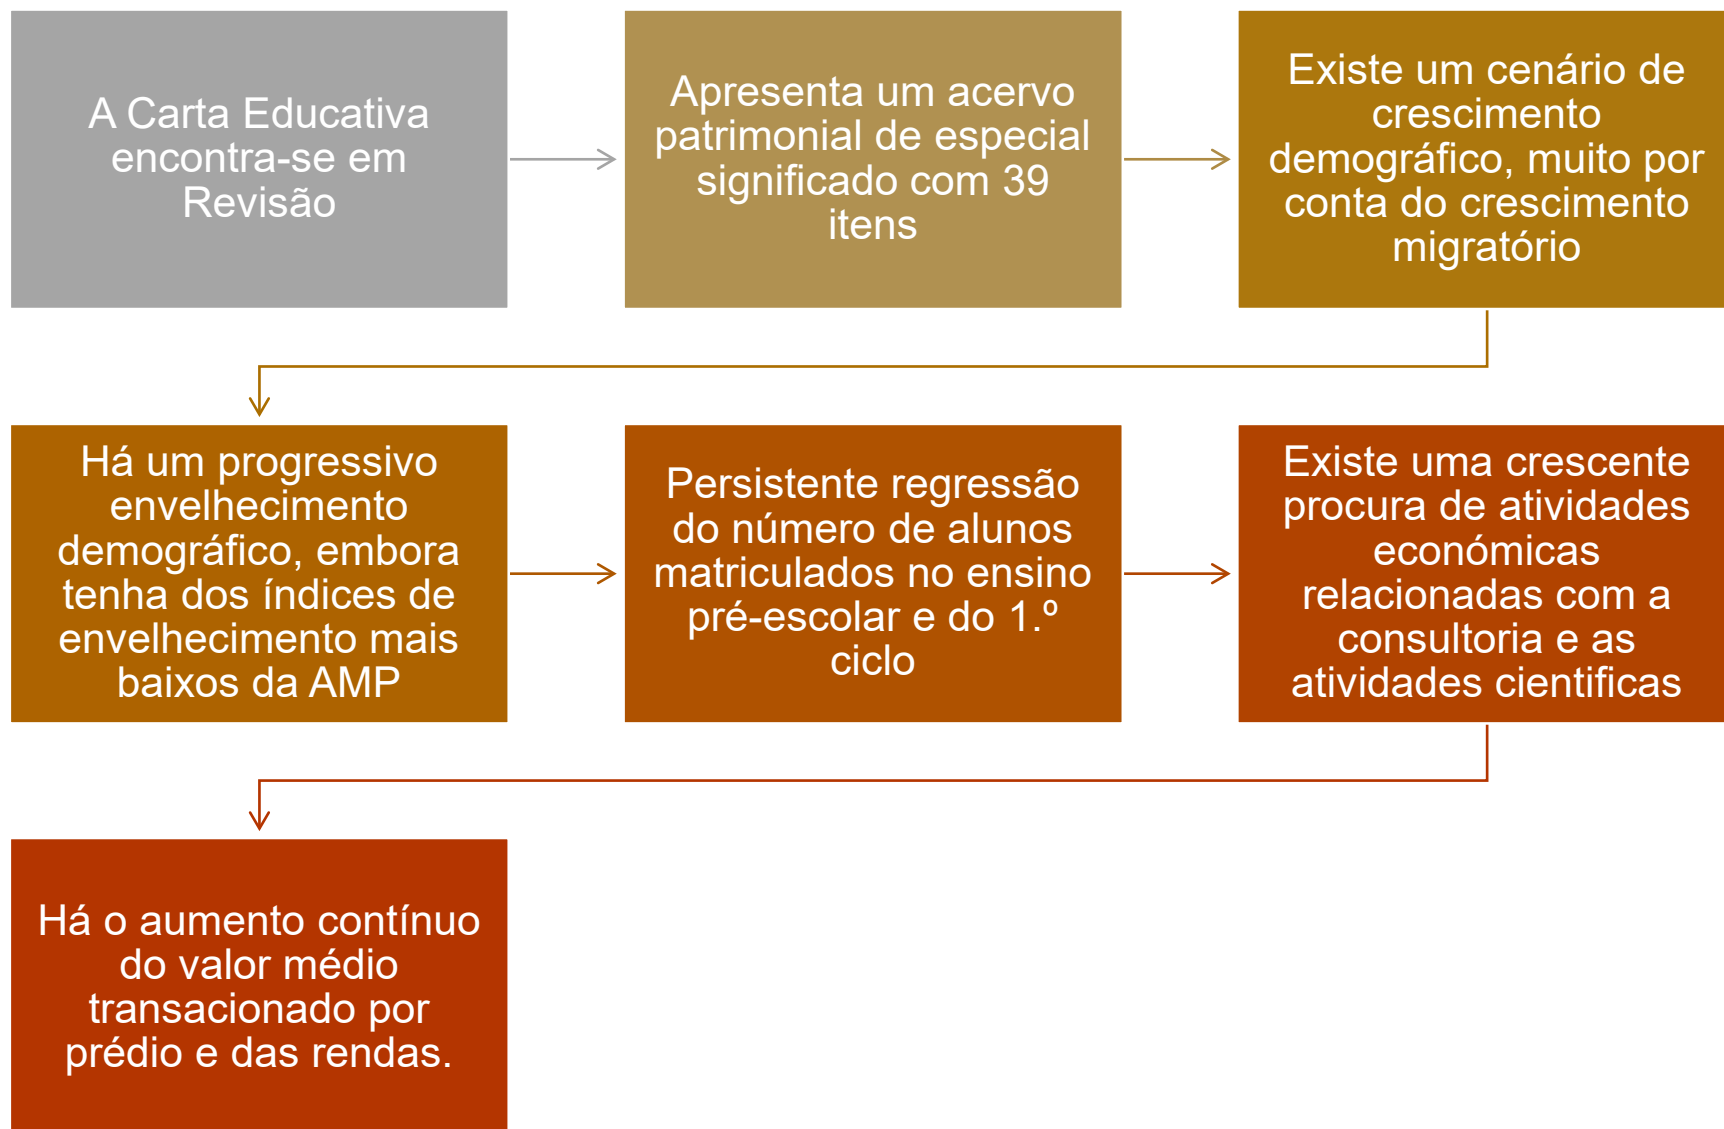 A Carta Educativa
encontra-se em
Revisão
Apresenta um acervo
patrimonial de especial
significado com 39
itens
Existe um cenário de
crescimento
demográfico, muito por
conta do crescimento
migratório
Há um progressivo
envelhecimento
demográfico, embora
tenha dos índices de
envelhecimento mais
baixos da AMP
Persistente regressão
do número de alunos
matriculados no ensino
pré-escolar e do 1.º
ciclo
Existe uma crescente
procura de atividades
económicas
relacionadas com a
consultoria e as
atividades cientificas
Há o aumento contínuo
do valor médio
transacionado por
prédio e das rendas.